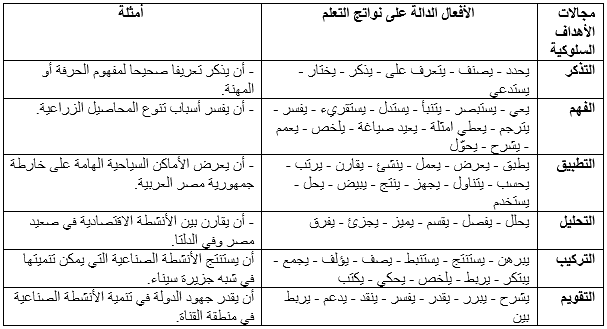 مجالات الأهداف السلوكية
الأفعال الدالة على نواتج التعلم
أمثلة
التذكر
يحدد - يصنف - يتعرف على - يذكر - يختار -
يستدعي
- أن يذكر تعريفا صحيحا لمفهوم الحرفة أو
المهنة.
الفهم
يعي - يستبصر - يتنبأ - يستدل - يستقريء - يفسر -
يترجم - يعطي امثلة - يعيد صياغة - يلخص - يعمم
- يشرح - يحوّل
- أن يفسر أسباب تنوع المحاصيل الزراعية.
التطبيق
يطبق - يعرض - يعمل - ينشئ - يقارن - يرتب -
يحسب - يتناول - يجهز - ينتج - يبيض - يحل -
يستخدم
- أن يعرض الأماكن السياحية الهامة على خارطة
جمهورية مصر العربية.
التحليل
يحلل - يفصل - يقسم - يميز - يجزئ - يفرق
- أن يقارن بين الأنشطة الاقتصادية في صعيد
مصر وفي الدلتا.
التركيب
يبرهن - يستنتج - يستنبط - يصف - يؤلف - يجمع -
يبتكر - يربط - يلخص - يحكي - يكتب
أن يستنتج الأنشطة الصناعية التي يمكن تنميتها
في شبه جزيرة سيناء.
التقويم
يشرح - يبرر - يقدر - يفسر - ينقد - يدعم - يربط
بين
أن يقدر جهود الدولة في تنمية الأنشطة الصناعية
في منطقة القناة.